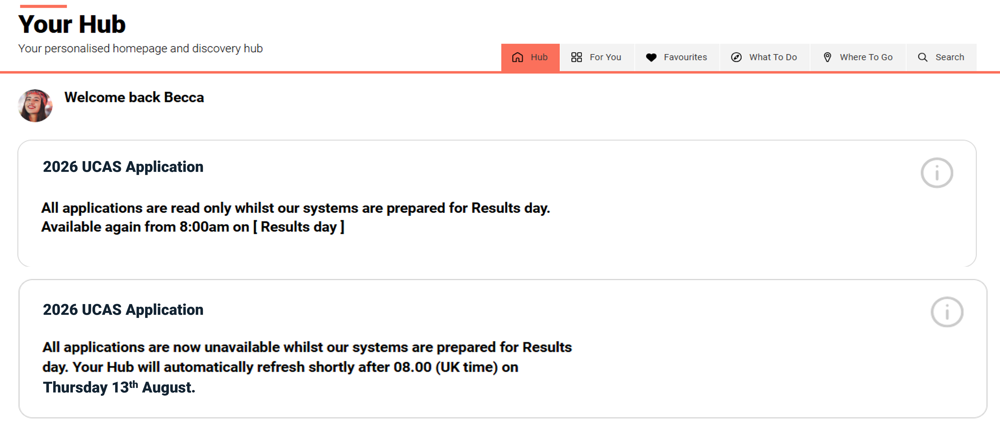 Your Hub
Your personalised homepage and discovery hub
Hub For You Favourites What To Do Where To Go Search
Welcome back Becca
2026 UCAS Application
All applications are read only whilst our systems are prepared for Results day.
Available again from 8:00am on [ Results day ]
2026 UCAS Application
All applications are now unavailable whilst our systems are prepared for Results
day. Your Hub will automatically refresh shortly after 08.00 (UK time) on
Thursday 13th August.